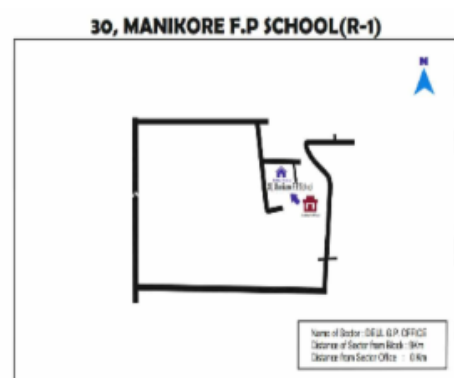 30, MANIKORE F.P SCHOOL(R-1)
N
Name of Sector : DEUL G.P. OFFICE
Distance of Sector from Block : 9Km
Distance from Sector Office : 0 Km